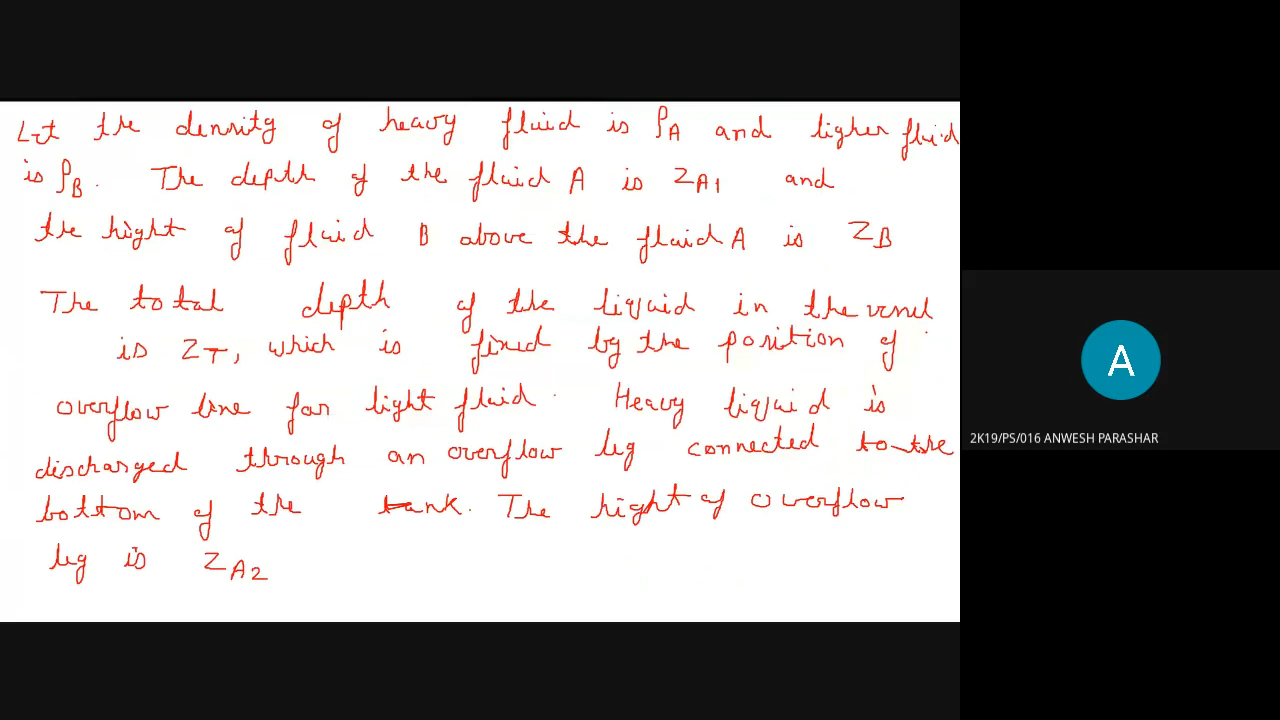 Let the density of heavy fluid is ρA and ligher fluid
is ρB. The depth of the fluid A is ZA1 and
the hight of fluid B above the fluid A is ZB
The total depth of the liquid in the vessel
is ZT, which is fixed by the position of
overflow line for light fluid. Heavy liquid is
discharged through an overflow leg connected to the
bottom of the tank. The hight of overflow
leg is ZA2
A
2K19/PS/016 ANWESH PARASHAR